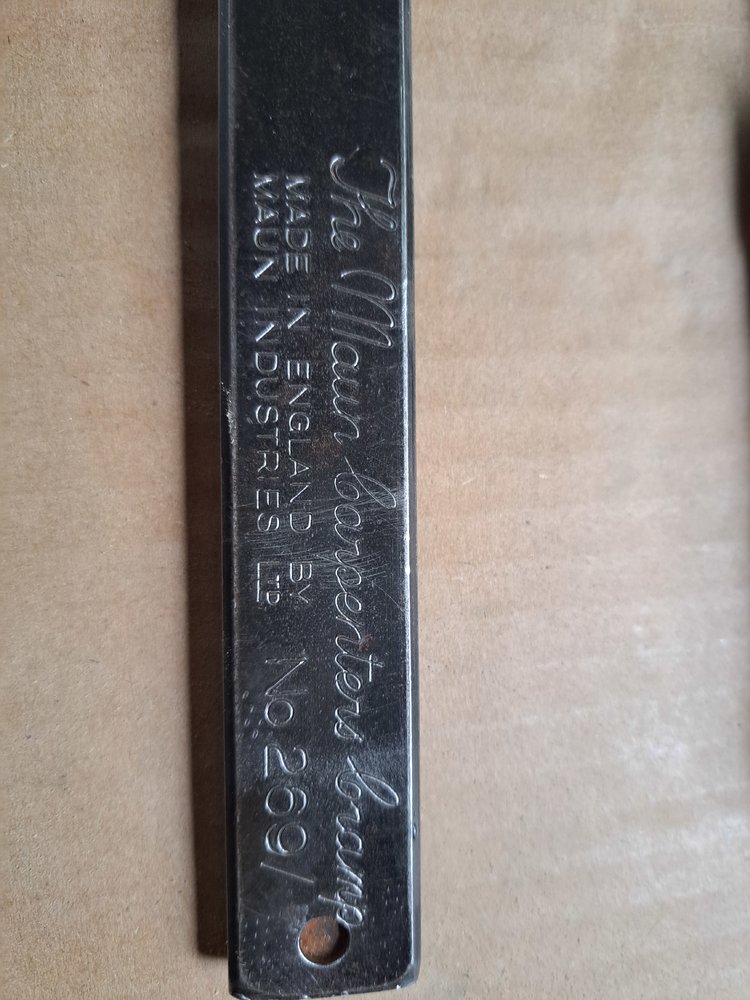 The Maun carpenters cramp
MADE IN ENGLAND BY
MAUN INDUSTRIES LTD No. 269/